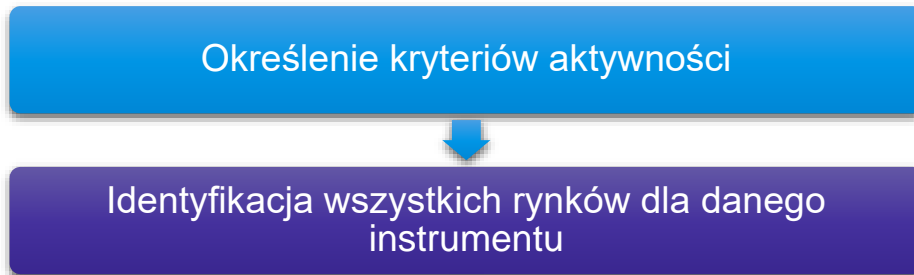 Określenie kryteriów aktywności
Identyfikacja wszystkich rynków dla danego
instrumentu